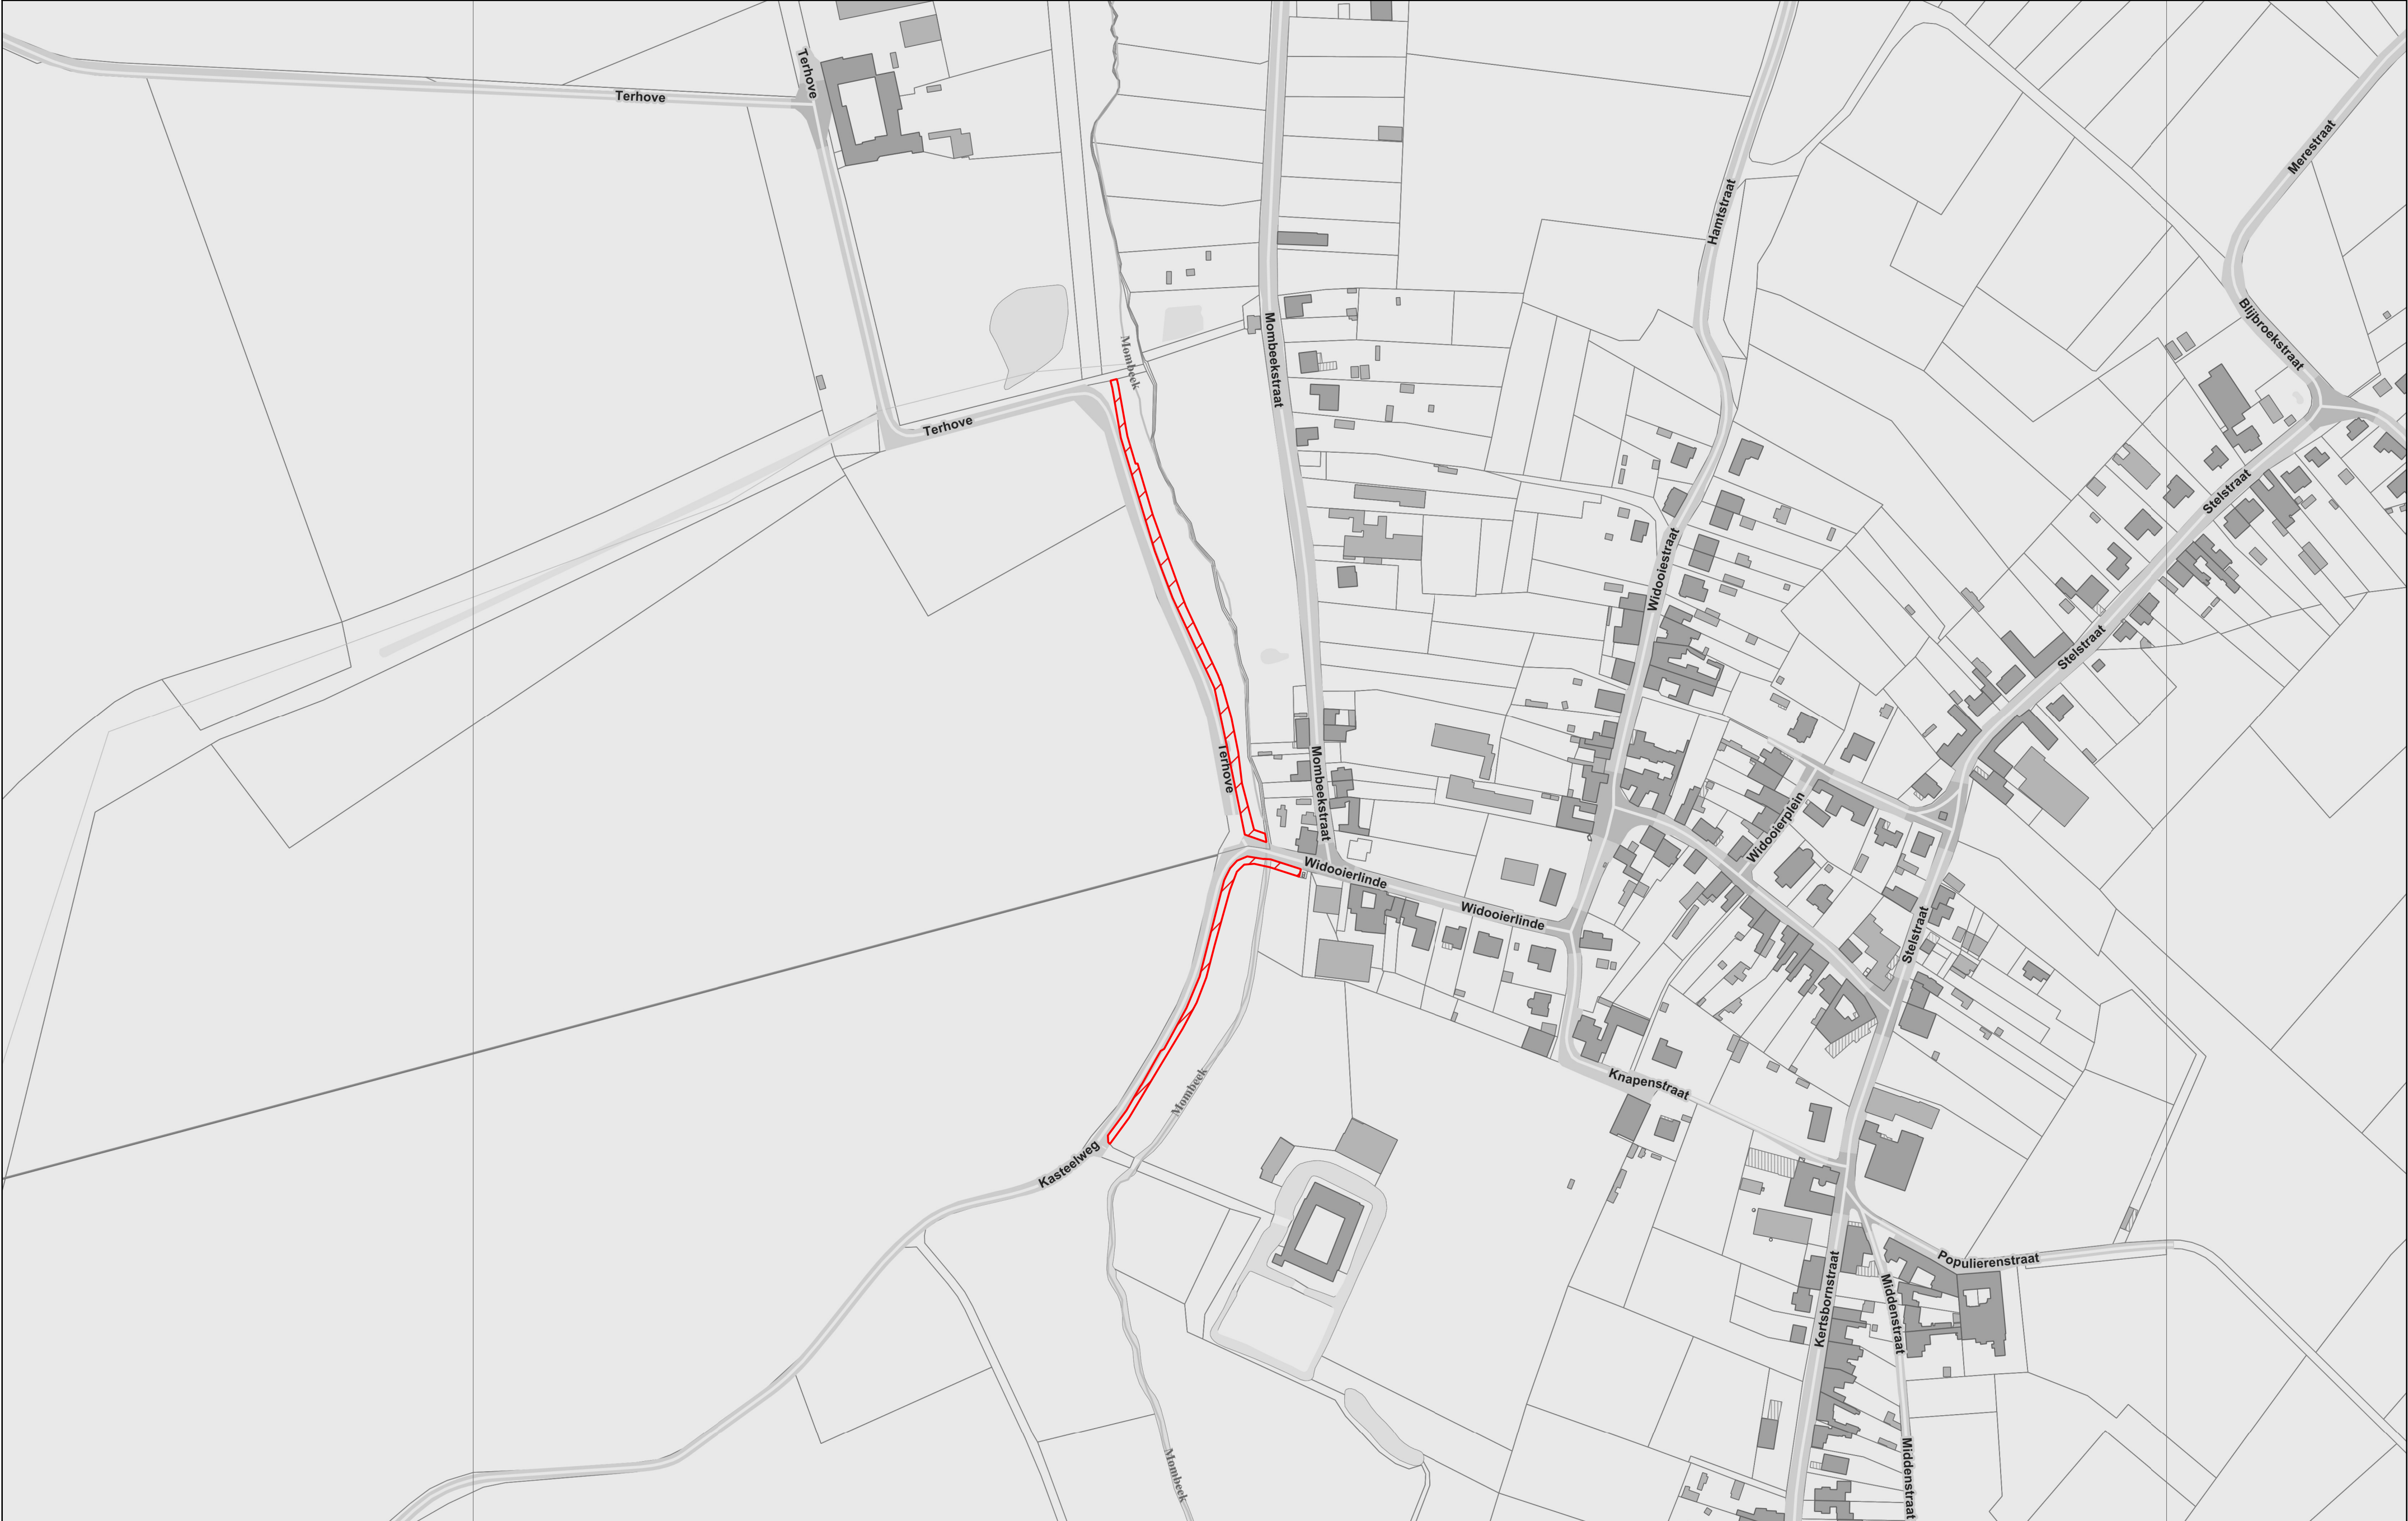 Terhove
Terhove
Merestraat
Hamtstraat
Blijbroekstraat
Mombeek
Mombeekstraat
Terhove
Stelstraat
Widooiestraat
Stelstraat
Terhove
Mombeekstraat
Widooierplein
Widooierlinde
Widooierlinde
Stelstraat
Knapenstraat
Mombeek
Kasteelweg
Populierenstraat
Kertsbornstraat
Middenstraat
Mombeek
Middenstraat